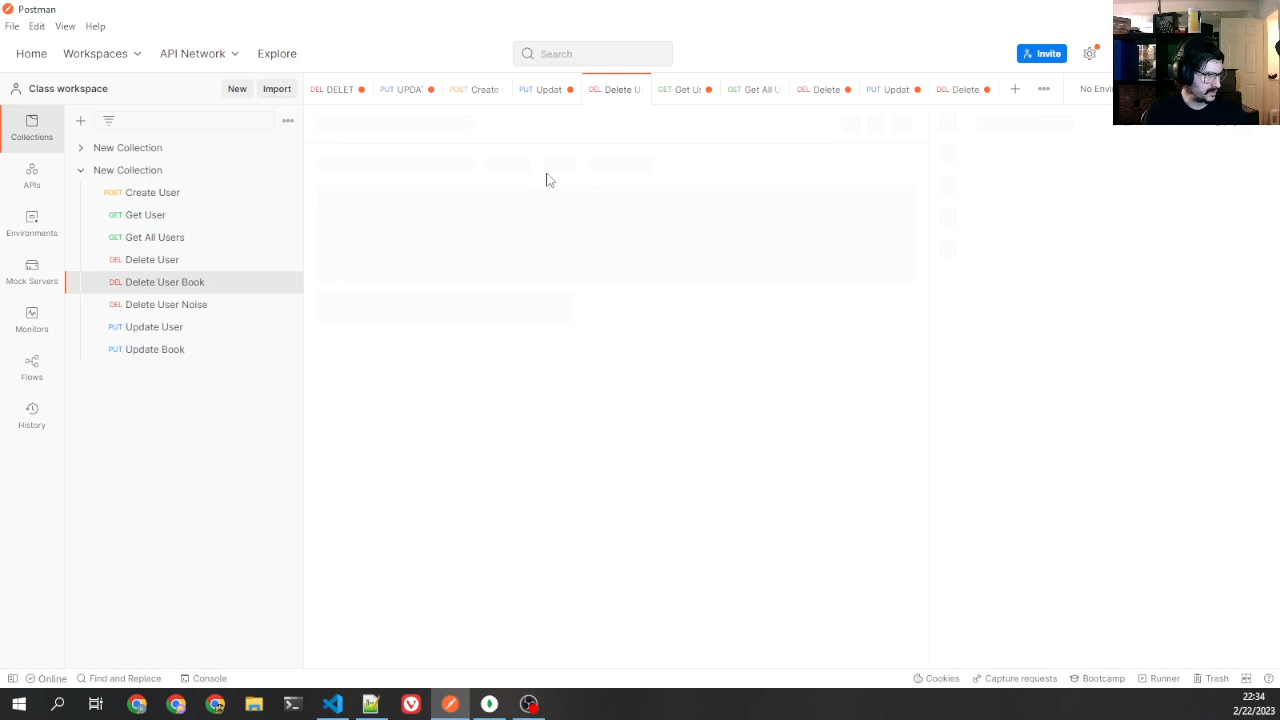 Postman
File Edit View Help
Home Workspaces API Network Explore Search Invite
Class workspace New Import
DEL DELET PUT UPDA POST Create PUT Updat DEL Delete U GET Get Us GET Get All U DEL Delete PUT Updat DEL Delete No Envi
Collections
APIs
Environments
Mock Servers
Monitors
Flows
History
New Collection
New Collection
POST Create User
GET Get User
GET Get All Users
DEL Delete User
DEL Delete User Book
DEL Delete User Noise
PUT Update User
PUT Update Book
Online Find and Replace Console Cookies Capture requests Bootcamp Runner Trash
22:34
2/22/2023